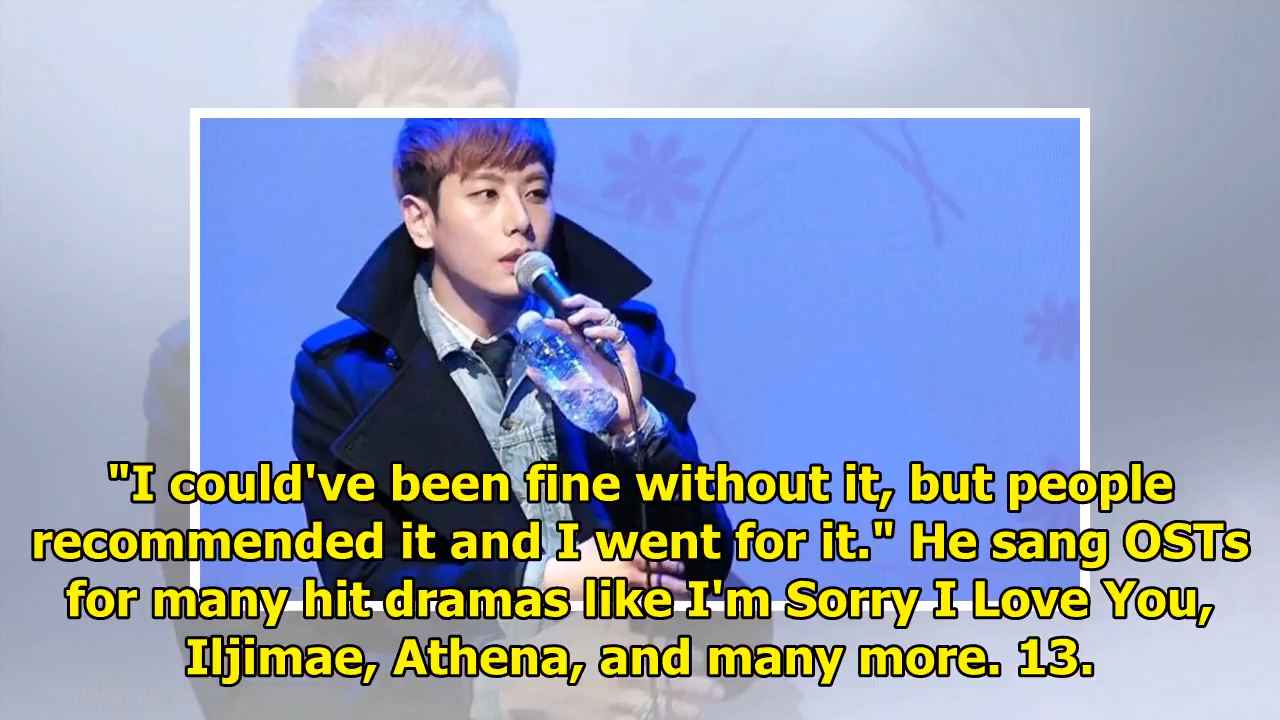 "I could've been fine without it, but people
recommended it and I went for it." He sang OSTs
for many hit dramas like I'm Sorry I Love You,
Iljimae, Athena, and many more. 13.